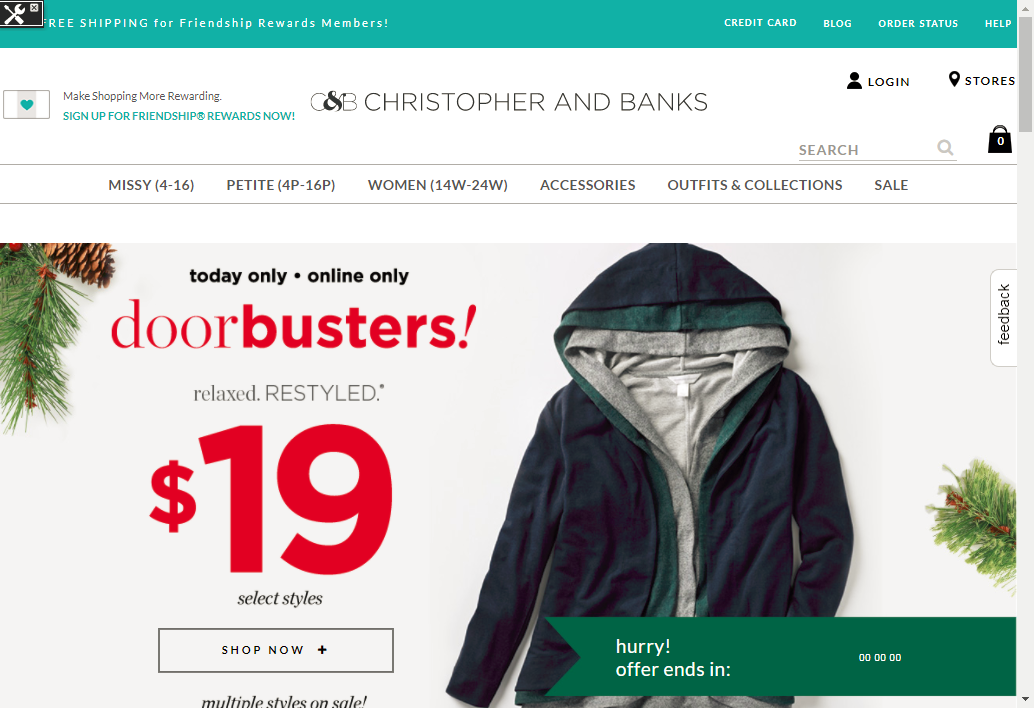 FREE SHIPPING for Friendship Rewards Members!
CREDIT CARD BLOG ORDER STATUS HELP
LOGIN STORES
Make Shopping More Rewarding.
SIGN UP FOR FRIENDSHIP® REWARDS NOW!
C&B CHRISTOPHER AND BANKS
SEARCH
0
MISSY (4-16) PETITE (4P-16P) WOMEN (14W-24W) ACCESSORIES OUTFITS & COLLECTIONS SALE
today only • online only
doorbusters!
relaxed. RESTYLED.®
$19
select styles
SHOP NOW +
multiple styles on sale!
feedback
hurry!
offer ends in:
00 00 00